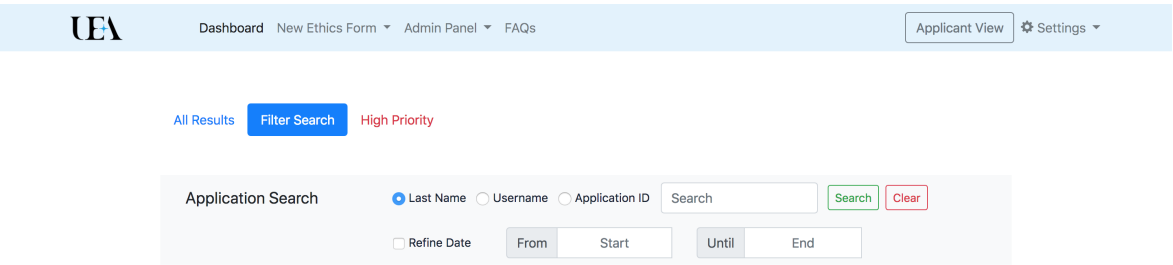 UEA Dashboard New Ethics Form Admin Panel FAQs Applicant View Settings
All Results Filter Search High Priority
Application Search Last Name Username Application ID Search Search Clear
Refine Date From Start Until End